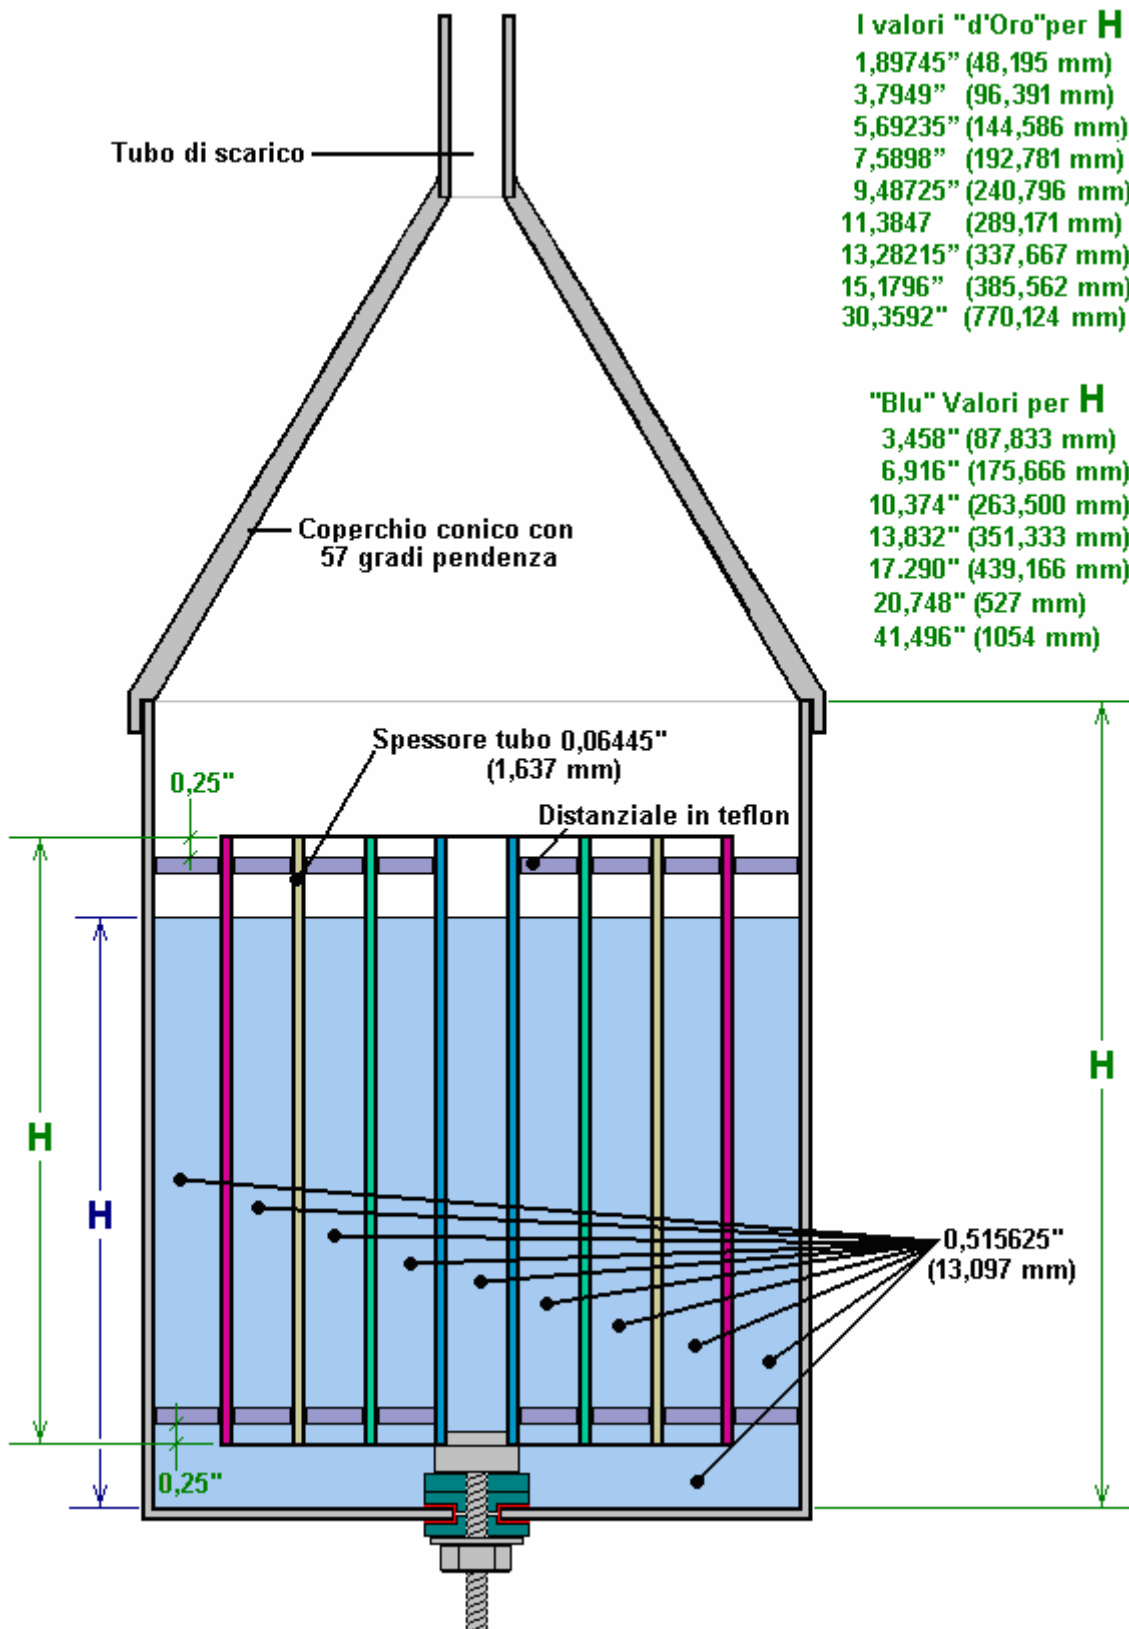 I valori "d'Oro"per H
1,89745” (48,195 mm)
3,7949” (96,391 mm)
5,69235” (144,586 mm)
7,5898” (192,781 mm)
9,48725” (240,796 mm)
11,3847 (289,171 mm)
13,28215” (337,667 mm)
15,1796” (385,562 mm)
30,3592" (770,124 mm)
Tubo di scarico
"Blu" Valori per H
3,458" (87,833 mm)
6,916" (175,666 mm)
10,374" (263,500 mm)
13,832" (351,333 mm)
17.290" (439,166 mm)
20,748" (527 mm)
41,496" (1054 mm)
Coperchio conico con
57 gradi pendenza
Spessore tubo 0,06445"
(1,637 mm)
0,25"
Distanziale in teflon
H
H
H
0,515625"
(13,097 mm)
0,25"